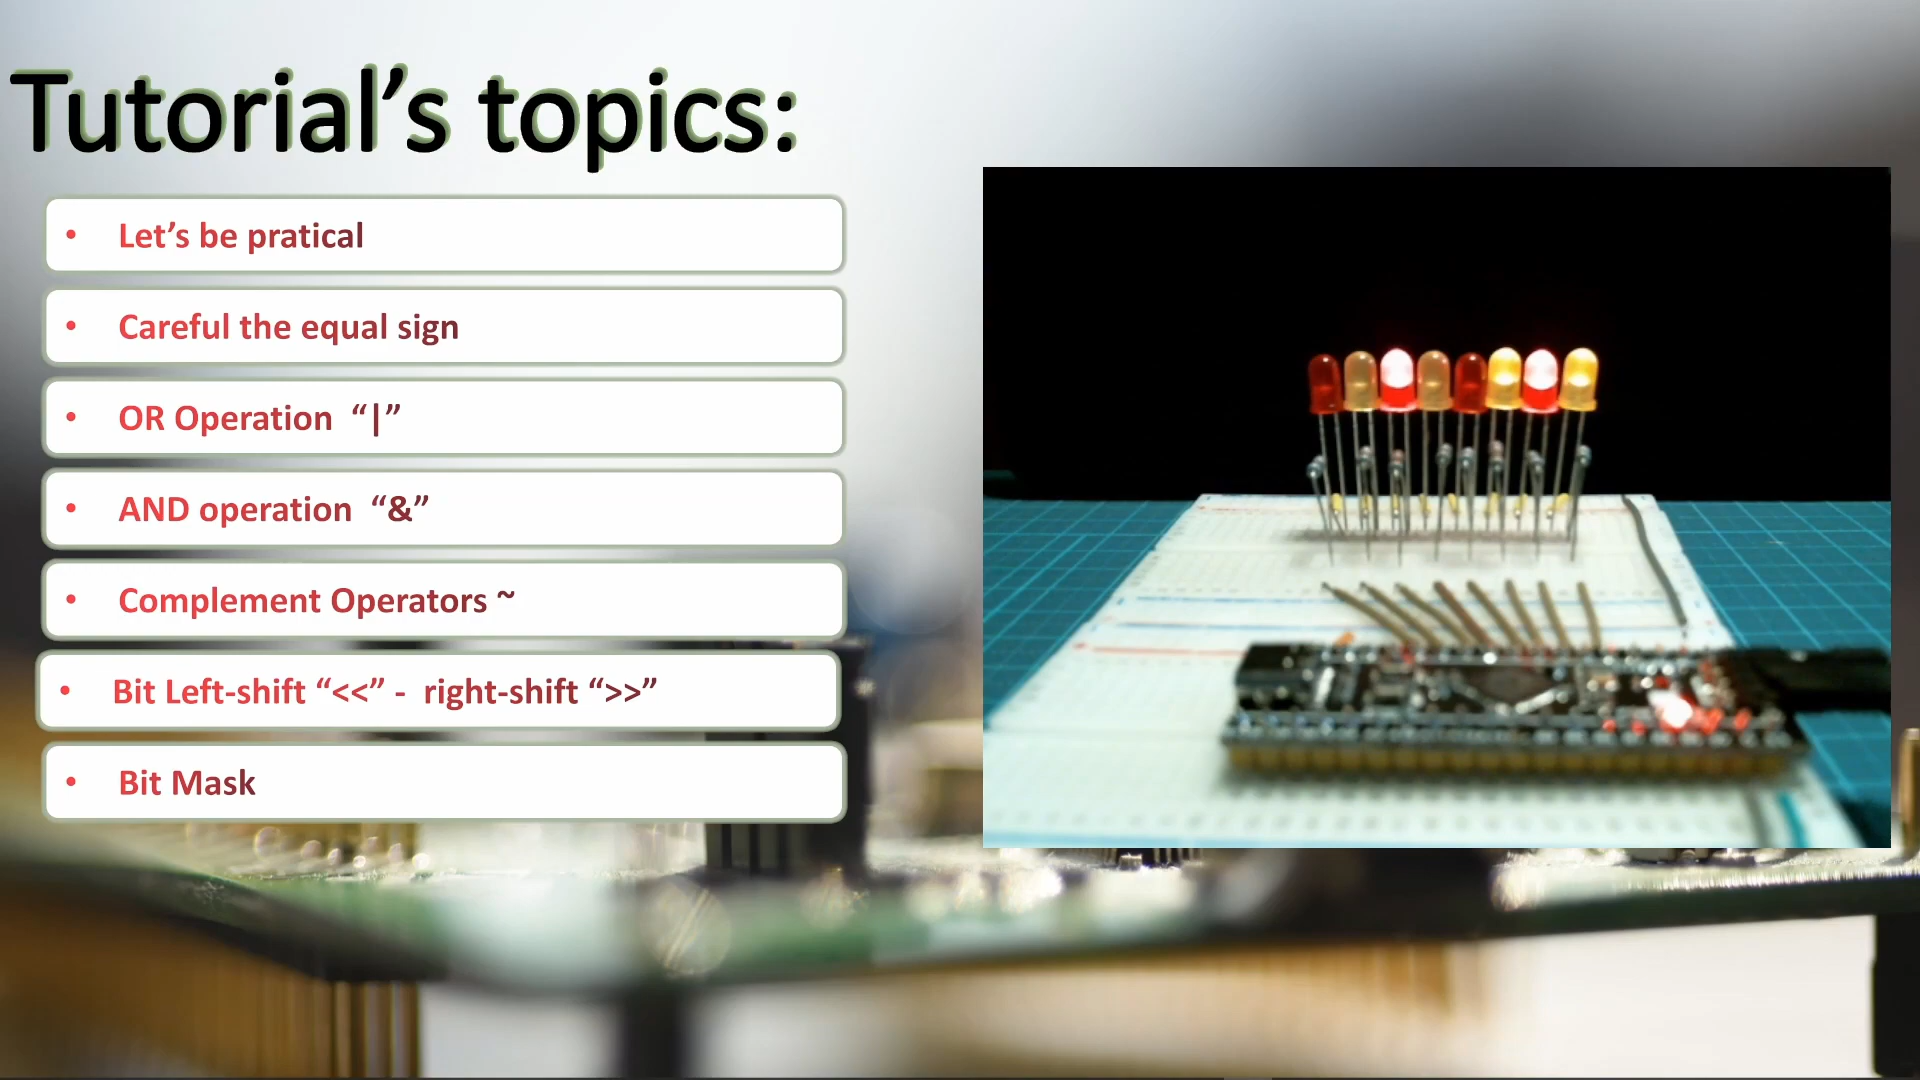 Tutorial’s topics:
• Let’s be pratical
• Careful the equal sign
• OR Operation “|”
• AND operation “&”
• Complement Operators ~
• Bit Left-shift “<<” - right-shift “>>”
• Bit Mask